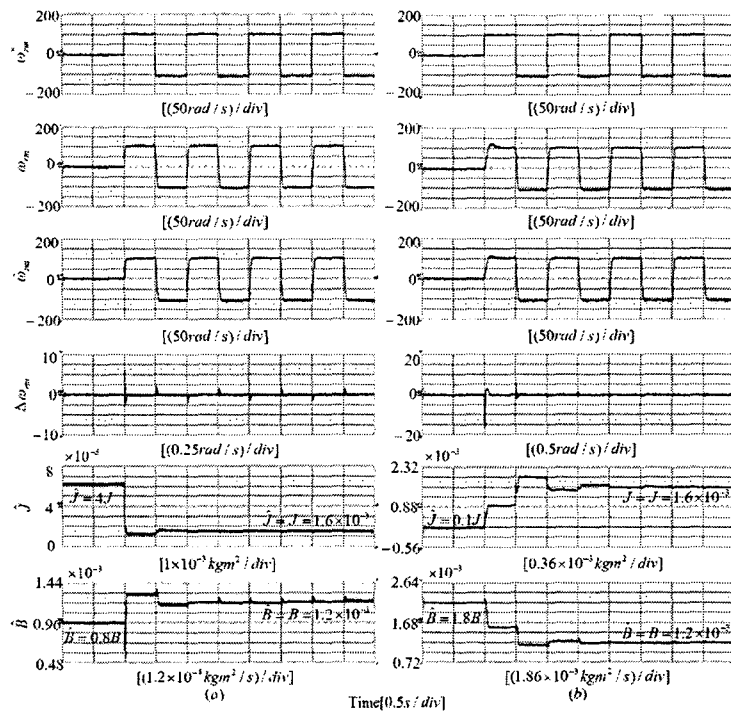 200 200
ω*rm 0 0
−200 −200
[(50rad / s) / div] [(50rad / s) / div]
200 200
ωrm 0 0
−200 −200
[(50rad / s) / div] [(50rad / s) / div]
200 200
ω̂rm 0 0
−200 −200
[(50rad / s) / div] [(50rad / s) / div]
10 20
Δωrm 0 0
−10 −20
[(0.25rad / s) / div] [(0.5rad / s) / div]
×10⁻³ ×10⁻³
8 2.32
Ĵ = 4J
Ĵ 4 0.88
Ĵ = J = 1.6×10⁻³ Ĵ = 0.1J Ĵ = J = 1.6×10⁻³
0 −0.56
[1×10⁻³ kgm² / div] [0.36×10⁻³ kgm² / div]
×10⁻³ ×10⁻³
1.44 2.64
B̂ 0.96 1.68
B̂ = 0.8B B̂ = B = 1.2×10⁻³ B̂ = 1.8B B̂ = B = 1.2×10⁻³
0.48 0.72
[(1.2×10⁻⁴ kgm² / s) / div] [(1.86×10⁻³ kgm² / s) / div]
(a) Time[0.5s / div] (b)